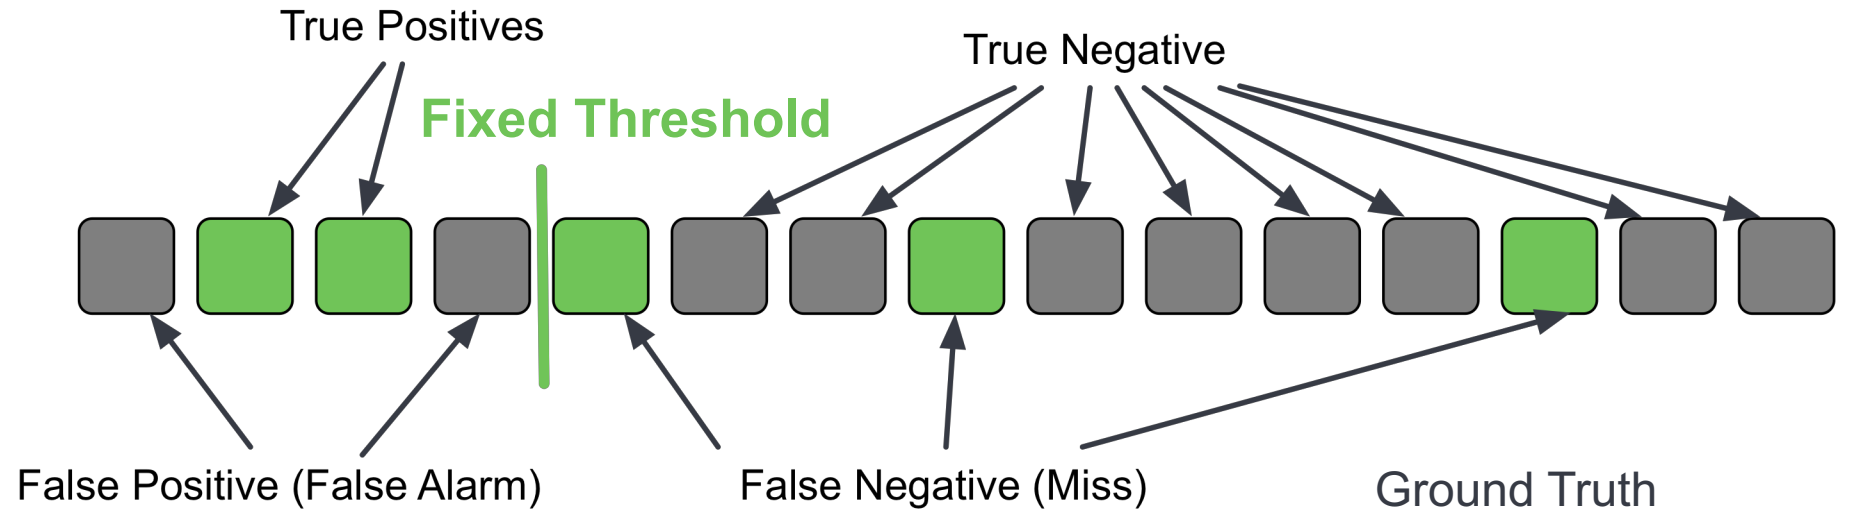 True Positives
True Negative
Fixed Threshold
False Positive (False Alarm)
False Negative (Miss)
Ground Truth